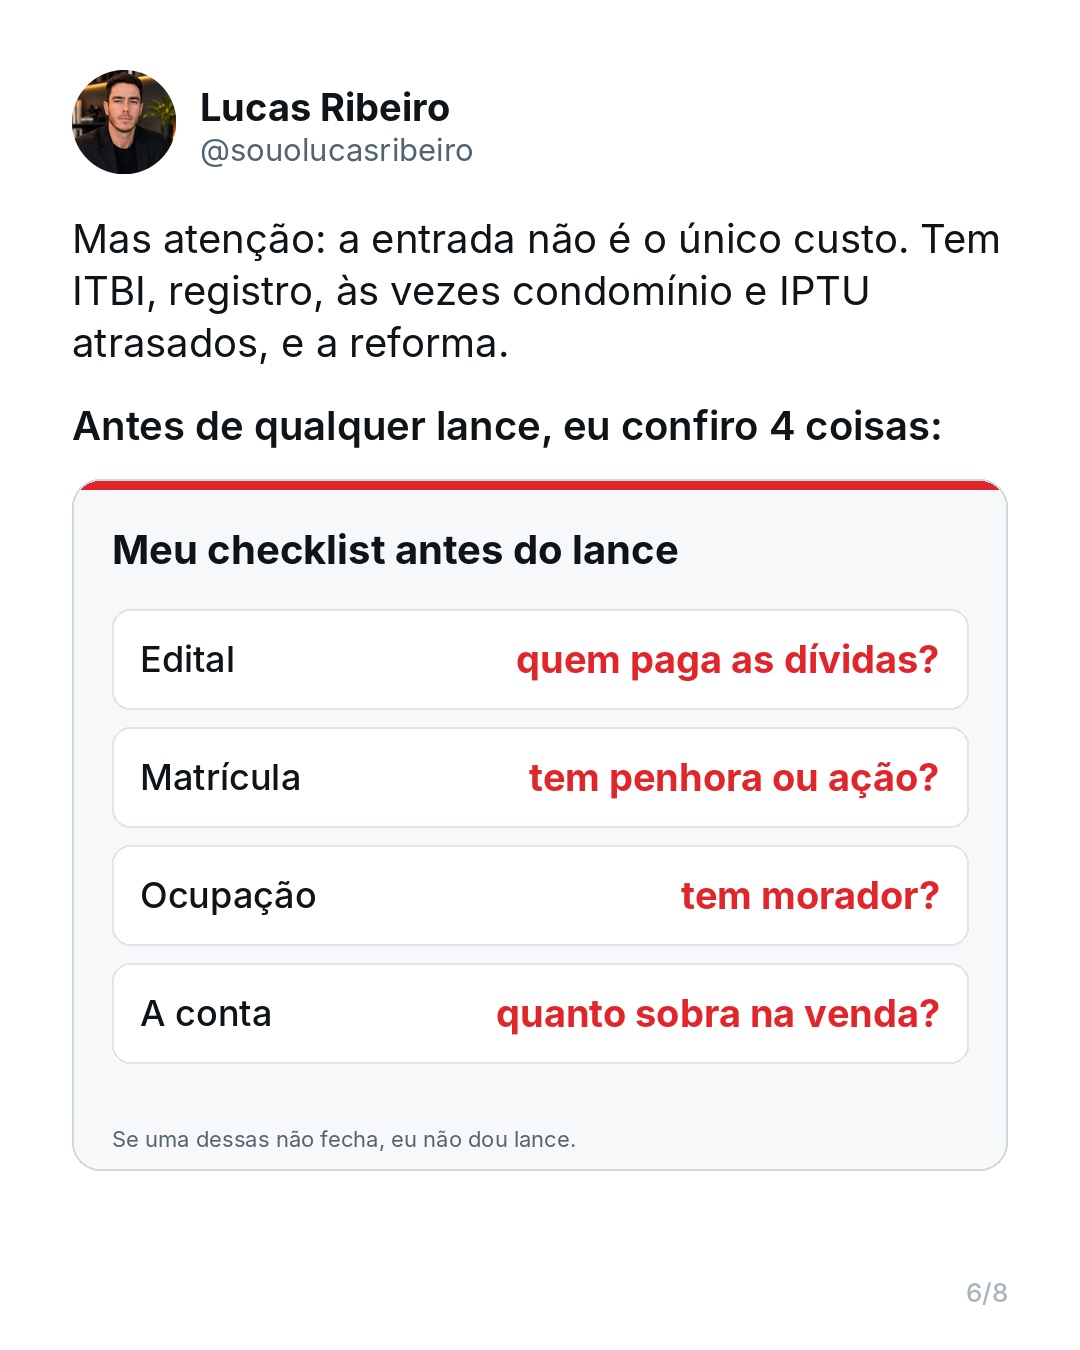 Lucas Ribeiro
@souolucasribeiro
Mas atenção: a entrada não é o único custo. Tem
ITBI, registro, às vezes condomínio e IPTU
atrasados, e a reforma.
Antes de qualquer lance, eu confiro 4 coisas:
Meu checklist antes do lance
Edital quem paga as dívidas?
Matrícula tem penhora ou ação?
Ocupação tem morador?
A conta quanto sobra na venda?
Se uma dessas não fecha, eu não dou lance.
6/8